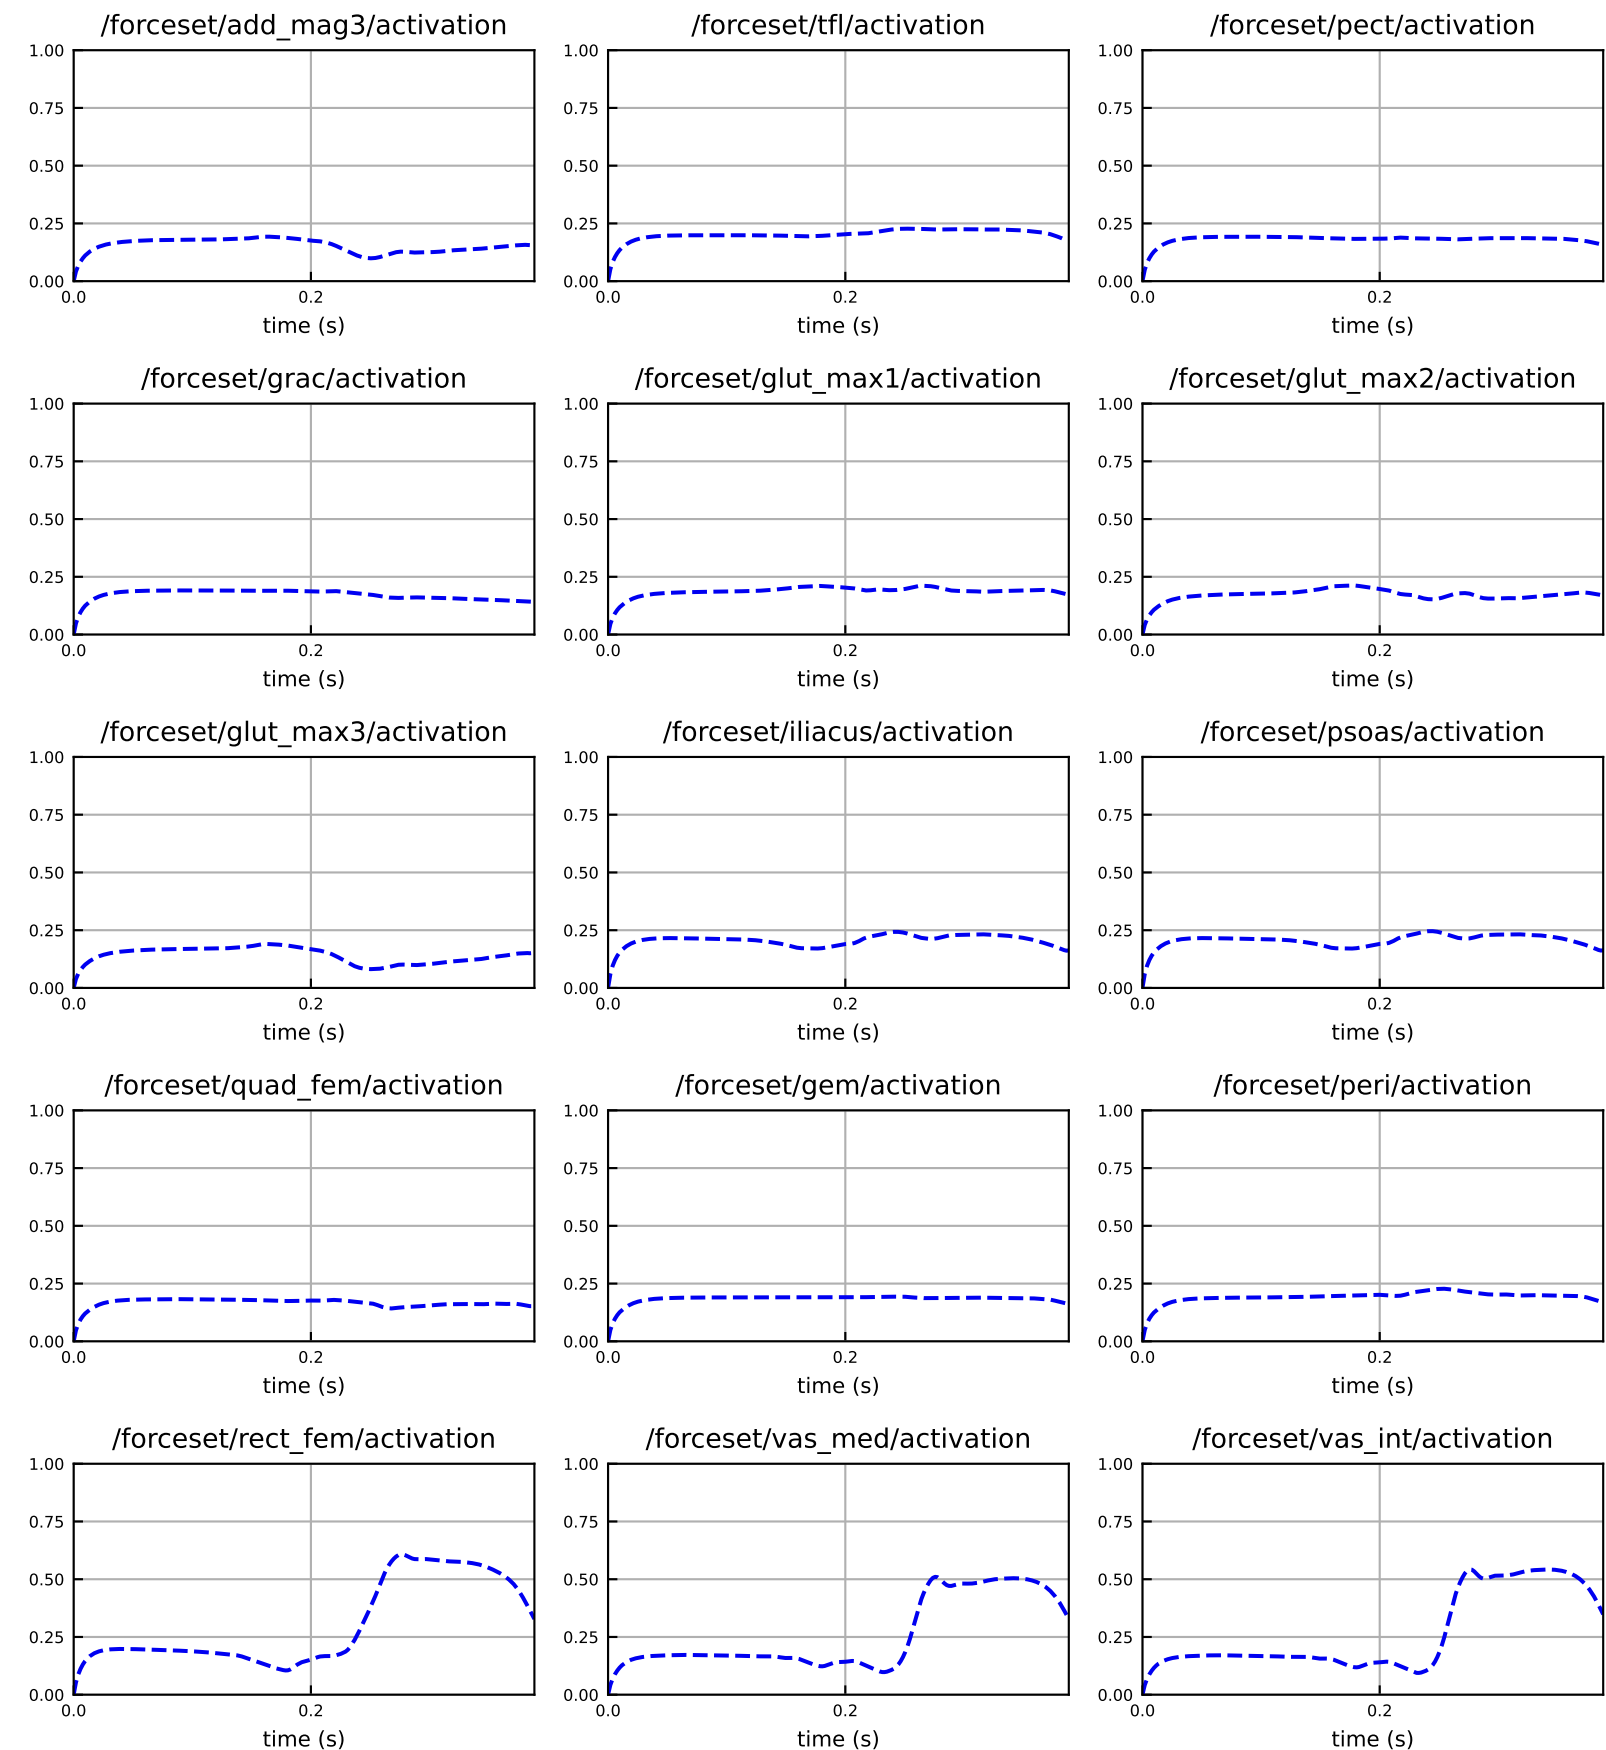 /forceset/add_mag3/activation /forceset/tfl/activation /forceset/pect/activation
1.00 1.00 1.00
0.75 0.75 0.75
0.50 0.50 0.50
0.25 0.25 0.25
0.00 0.00 0.00
0.0 0.2 0.0 0.2 0.0 0.2
time (s) time (s) time (s)
/forceset/grac/activation /forceset/glut_max1/activation /forceset/glut_max2/activation
1.00 1.00 1.00
0.75 0.75 0.75
0.50 0.50 0.50
0.25 0.25 0.25
0.00 0.00 0.00
0.0 0.2 0.0 0.2 0.0 0.2
time (s) time (s) time (s)
/forceset/glut_max3/activation /forceset/iliacus/activation /forceset/psoas/activation
1.00 1.00 1.00
0.75 0.75 0.75
0.50 0.50 0.50
0.25 0.25 0.25
0.00 0.00 0.00
0.0 0.2 0.0 0.2 0.0 0.2
time (s) time (s) time (s)
/forceset/quad_fem/activation /forceset/gem/activation /forceset/peri/activation
1.00 1.00 1.00
0.75 0.75 0.75
0.50 0.50 0.50
0.25 0.25 0.25
0.00 0.00 0.00
0.0 0.2 0.0 0.2 0.0 0.2
time (s) time (s) time (s)
/forceset/rect_fem/activation /forceset/vas_med/activation /forceset/vas_int/activation
1.00 1.00 1.00
0.75 0.75 0.75
0.50 0.50 0.50
0.25 0.25 0.25
0.00 0.00 0.00
0.0 0.2 0.0 0.2 0.0 0.2
time (s) time (s) time (s)